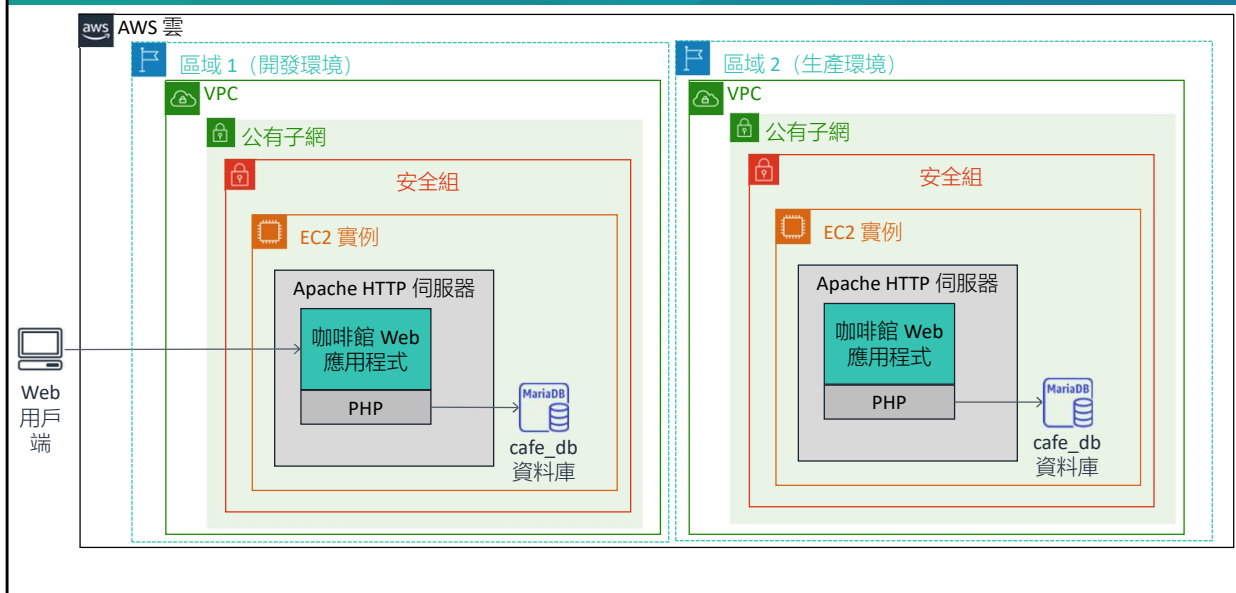 aws AWS 雲
區域 1（開發環境）
VPC
公有子網
安全組
EC2 實例
Apache HTTP 伺服器
咖啡館 Web
應用程式
PHP
MariaDB
cafe_db
資料庫
區域 2（生產環境）
VPC
公有子網
安全組
EC2 實例
Apache HTTP 伺服器
咖啡館 Web
應用程式
PHP
MariaDB
cafe_db
資料庫
Web
用戶
端